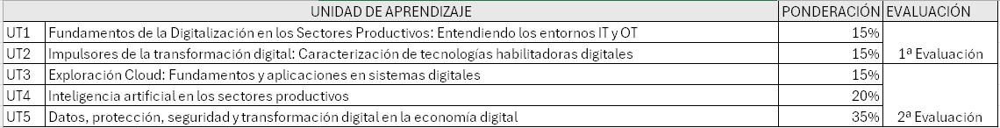 UNIDAD DE APRENDIZAJE PONDERACIÓN EVALUACIÓN
UT1 Fundamentos de la Digitalización en los Sectores Productivos: Entendiendo los entornos IT y OT 15%
UT2 Impulsores de la transformación digital: Caracterización de tecnologías habilitadoras digitales 15% 1ª Evaluación
UT3 Exploración Cloud: Fundamentos y aplicaciones en sistemas digitales 15%
UT4 Inteligencia artificial en los sectores productivos 20%
UT5 Datos, protección, seguridad y transformación digital en la economía digital 35% 2ª Evaluación